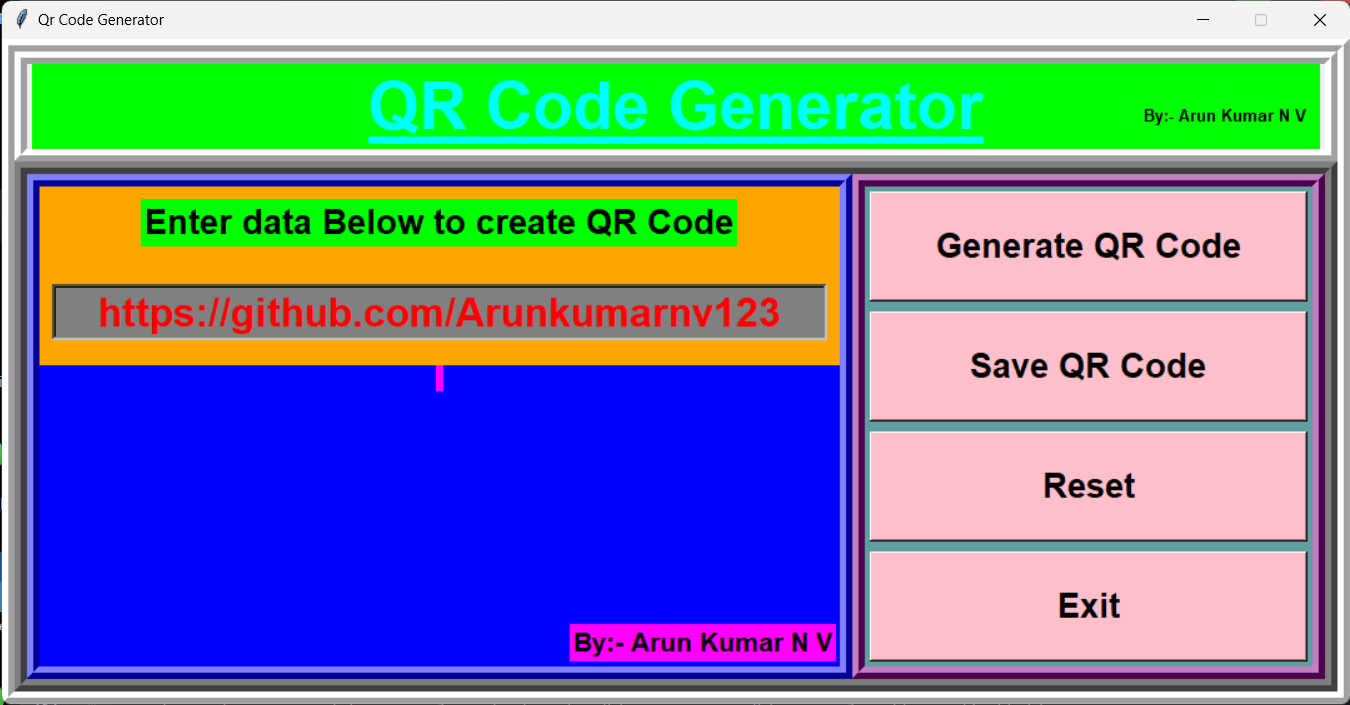 Qr Code Generator
QR Code Generator
By:- Arun Kumar N V
Enter data Below to create QR Code
https://github.com/Arunkumarnv123
By:- Arun Kumar N V
Generate QR Code
Save QR Code
Reset
Exit